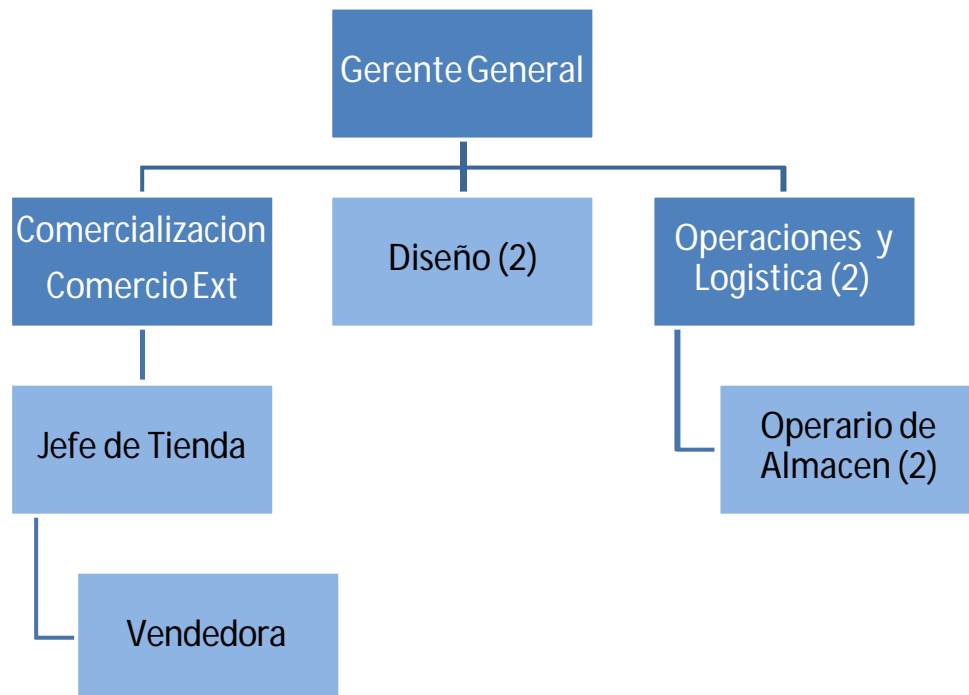 Gerente General
Comercializacion
Comercio Ext
Diseño (2)
Operaciones y
Logistica (2)
Jefe de Tienda
Operario de
Almacen (2)
Vendedora